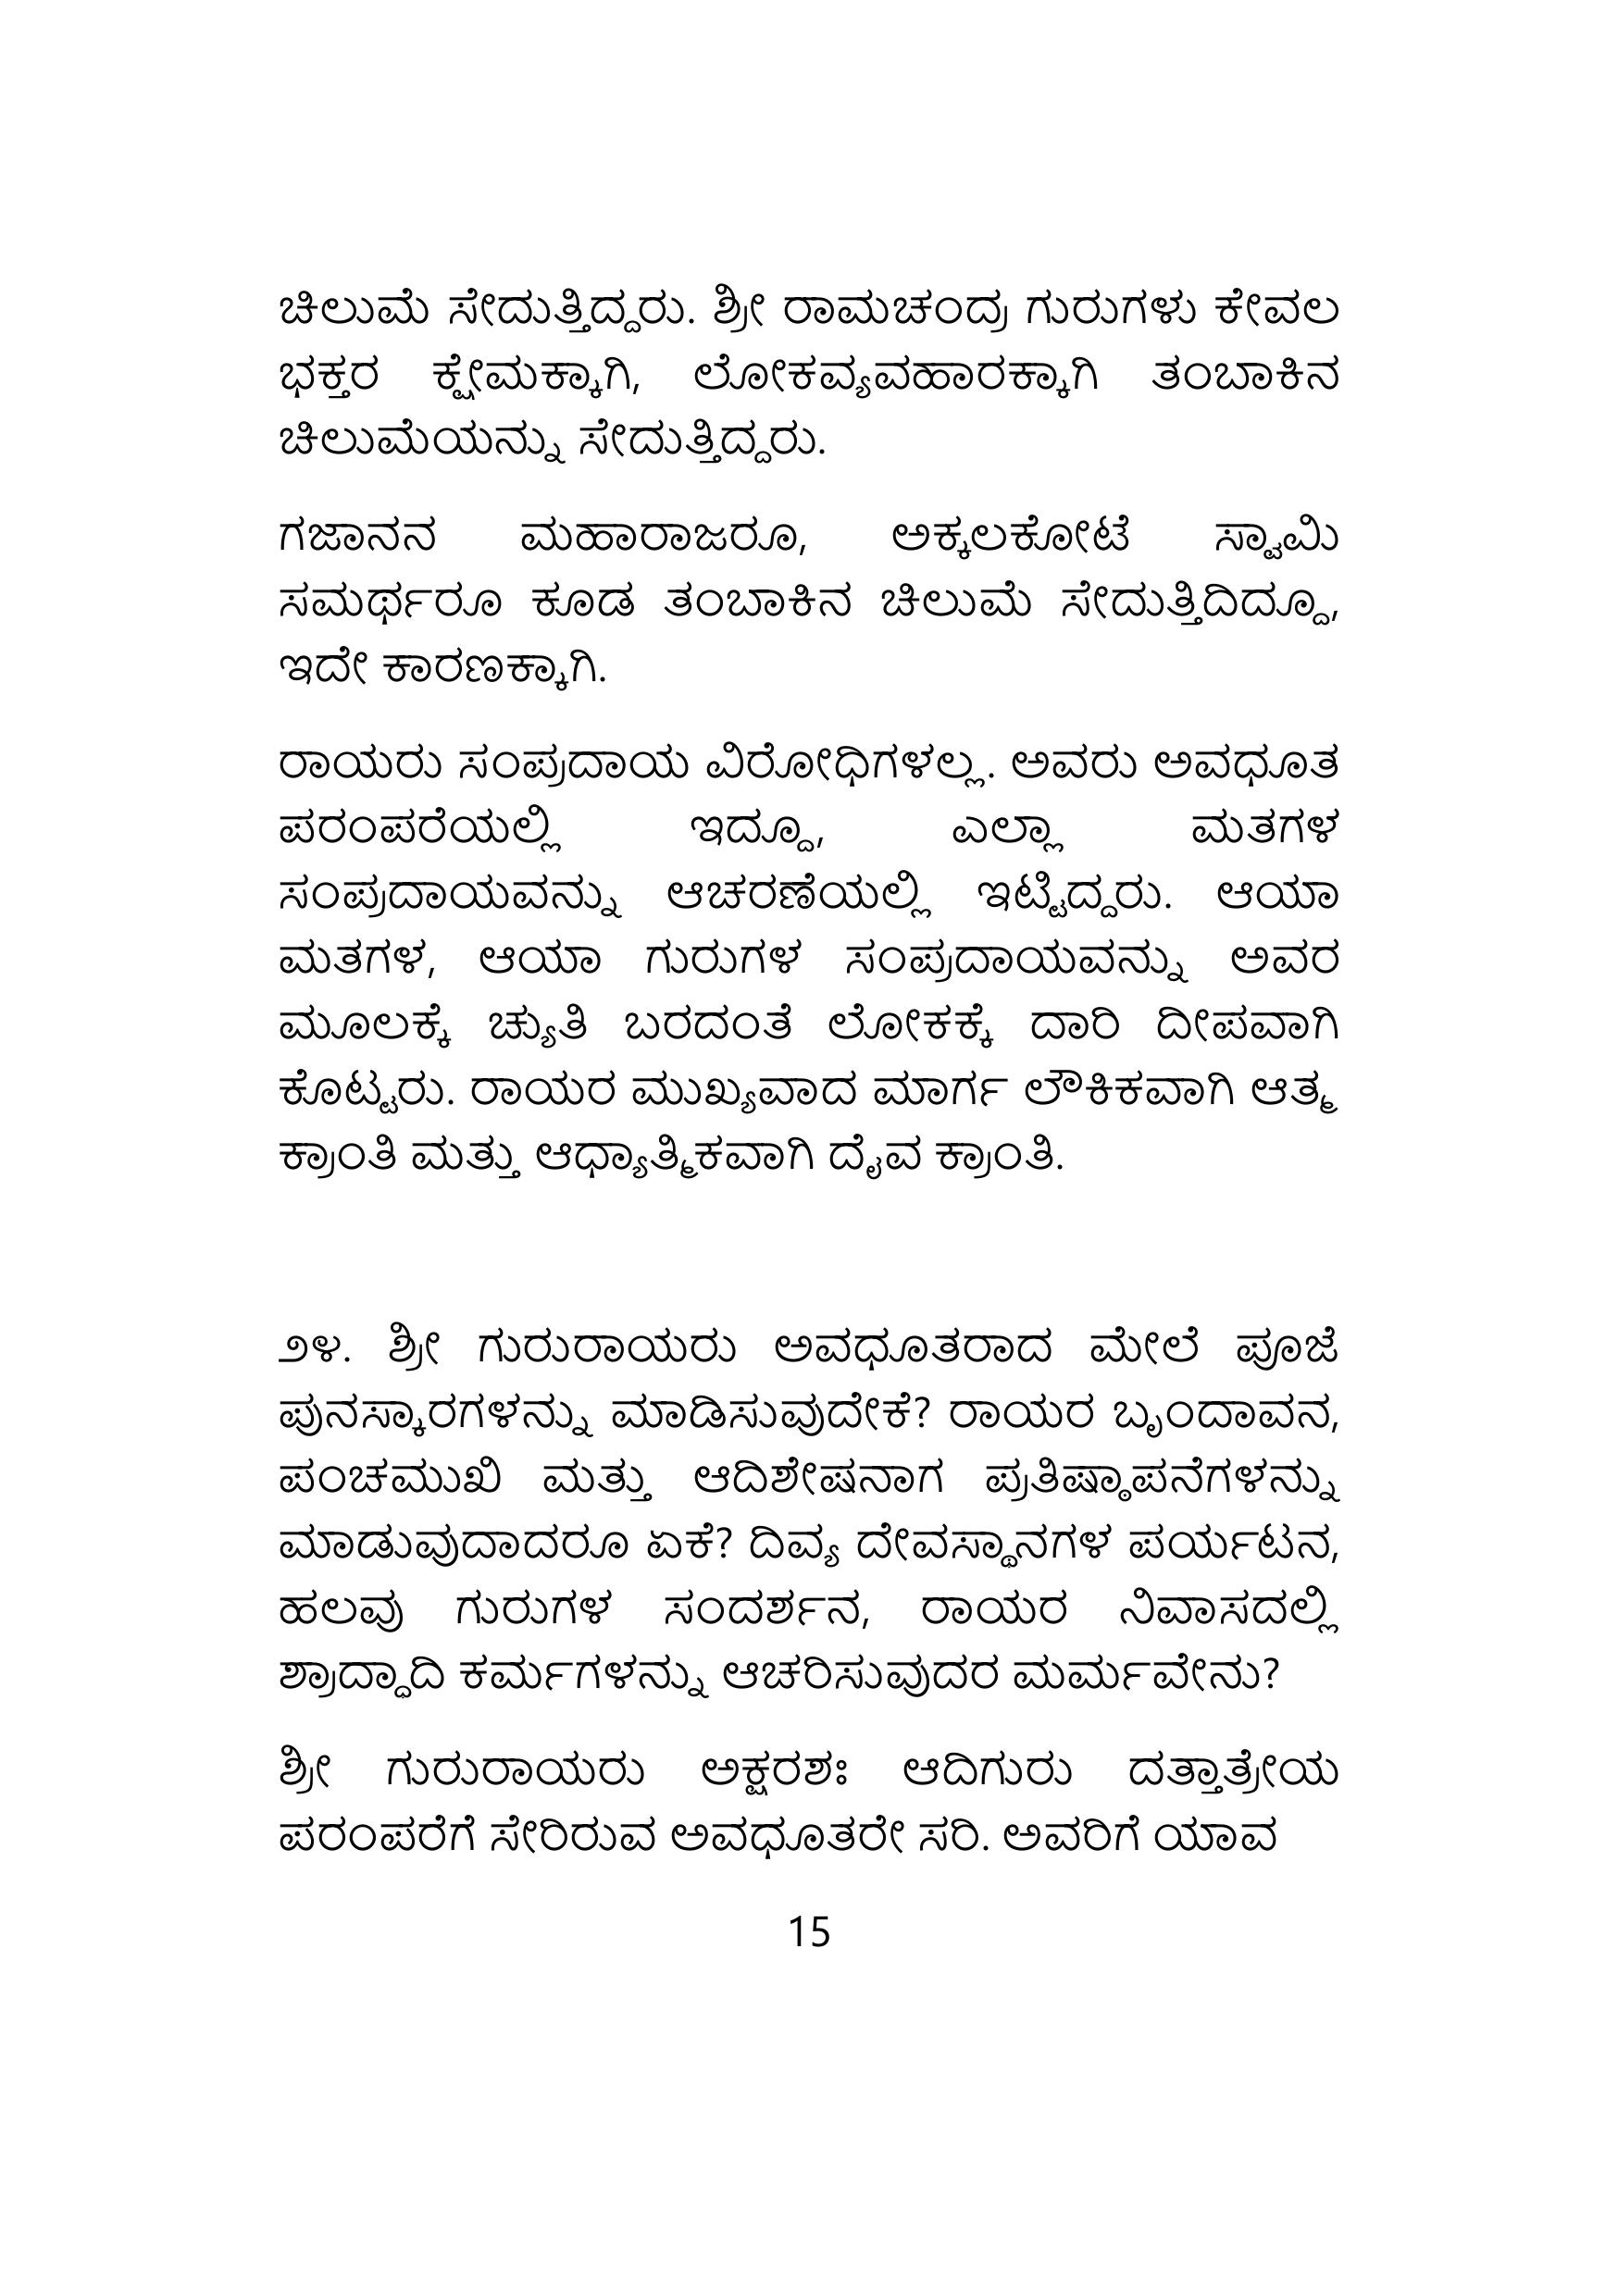 ಚಿಲುಮೆ ಸೇದುತ್ತಿದ್ದರು. ಶ್ರೀ ರಾಮಚಂದ್ರ ಗುರುಗಳು ಕೇವಲ
ಭಕ್ತರ ಕ್ಷೇಮಕ್ಕಾಗಿ, ಲೋಕವ್ಯವಹಾರಕ್ಕಾಗಿ ತಂಬಾಕಿನ
ಚಿಲುಮೆಯನ್ನು ಸೇದುತ್ತಿದ್ದರು.
ಗಜಾನನ ಮಹಾರಾಜರೂ, ಅಕ್ಕಲಕೋಟೆ ಸ್ವಾಮಿ
ಸಮರ್ಥರೂ ಕೂಡ ತಂಬಾಕಿನ ಚಿಲುಮೆ ಸೇದುತ್ತಿದಿದ್ದೂ,
ಇದೇ ಕಾರಣಕ್ಕಾಗಿ.
ರಾಯರು ಸಂಪ್ರದಾಯ ವಿರೋಧಿಗಳಲ್ಲ. ಅವರು ಅವಧೂತ
ಪರಂಪರೆಯಲ್ಲಿ ಇದ್ದೂ, ಎಲ್ಲಾ ಮತಗಳ
ಸಂಪ್ರದಾಯವನ್ನು ಆಚರಣೆಯಲ್ಲಿ ಇಟ್ಟಿದ್ದರು. ಆಯಾ
ಮತಗಳ, ಆಯಾ ಗುರುಗಳ ಸಂಪ್ರದಾಯವನ್ನು ಅವರ
ಮೂಲಕ್ಕೆ ಚ್ಯುತಿ ಬರದಂತೆ ಲೋಕಕ್ಕೆ ದಾರಿ ದೀಪವಾಗಿ
ಕೊಟ್ಟರು. ರಾಯರ ಮುಖ್ಯವಾದ ಮಾರ್ಗ ಲೌಕಿಕವಾಗಿ ಆತ್ಮ
ಕ್ರಾಂತಿ ಮತ್ತು ಆಧ್ಯಾತ್ಮಿಕವಾಗಿ ದೈವ ಕ್ರಾಂತಿ.
೨೪. ಶ್ರೀ ಗುರುರಾಯರು ಅವಧೂತರಾದ ಮೇಲೆ ಪೂಜೆ
ಪುನಸ್ಕಾರಗಳನ್ನು ಮಾಡಿಸುವುದೇಕೆ? ರಾಯರ ಬೃಂದಾವನ,
ಪಂಚಮುಖಿ ಮತ್ತು ಆದಿಶೇಷನಾಗ ಪ್ರತಿಷ್ಠಾಪನೆಗಳನ್ನು
ಮಾಡುವುದಾದರೂ ಏಕೆ? ದಿವ್ಯ ದೇವಸ್ಥಾನಗಳ ಪರ್ಯಟನ,
ಹಲವು ಗುರುಗಳ ಸಂದರ್ಶನ, ರಾಯರ ನಿವಾಸದಲ್ಲಿ
ಶ್ರಾದ್ಧಾದಿ ಕರ್ಮಗಳನ್ನು ಆಚರಿಸುವುದರ ಮರ್ಮವೇನು?
ಶ್ರೀ ಗುರುರಾಯರು ಅಕ್ಷರಶಃ ಆದಿಗುರು ದತ್ತಾತ್ರೇಯ
ಪರಂಪರೆಗೆ ಸೇರಿರುವ ಅವಧೂತರೇ ಸರಿ. ಅವರಿಗೆ ಯಾವ
15